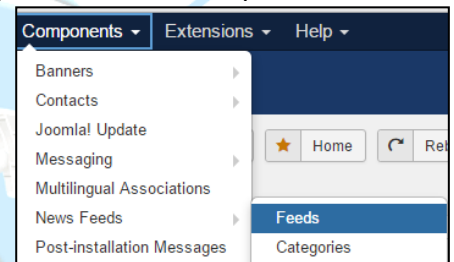 Components Extensions Help
Banners
Contacts
Joomla! Update
Messaging
Home
Multilingual Associations
News Feeds
Feeds
Post-installation Messages
Categories